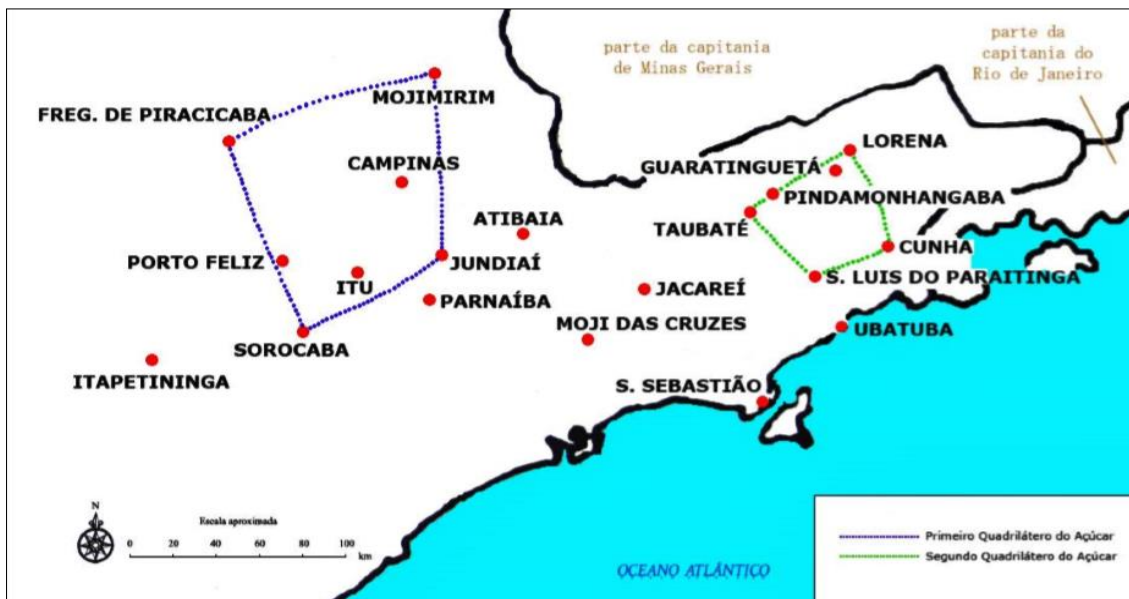 parte da capitania
de Minas Gerais
parte da
capitania do
Rio de Janeiro
MOJIMIRIM
FREG. DE PIRACICABA
LORENA
CAMPINAS
GUARATINGUETÁ
PINDAMONHANGABA
ATIBAIA
TAUBATÉ
CUNHA
PORTO FELIZ
JUNDIAÍ
ITU
S. LUIS DO PARAITINGA
JACAREÍ
PARNAÍBA
MOJI DAS CRUZES
UBATUBA
SOROCABA
ITAPETININGA
S. SEBASTIÃO
N
Escala aproximada
0 20 40 60 80 100
km
Primeiro Quadrilátero do Açúcar
Segundo Quadrilátero do Açúcar
OCEANO ATLÂNTICO